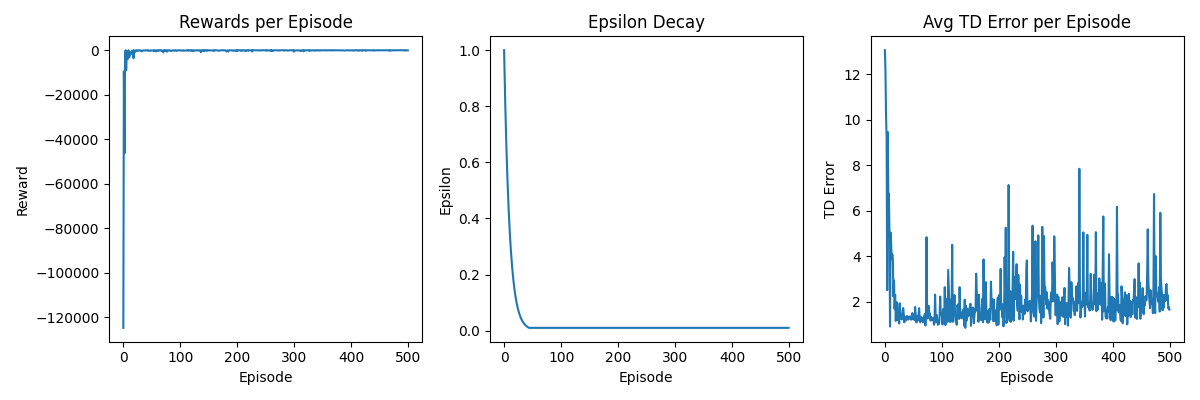 Rewards per Episode
Reward
0
−20000
−40000
−60000
−80000
−100000
−120000
0 100 200 300 400 500
Episode
Epsilon Decay
Epsilon
1.0
0.8
0.6
0.4
0.2
0.0
0 100 200 300 400 500
Episode
Avg TD Error per Episode
TD Error
12
10
8
6
4
2
0 100 200 300 400 500
Episode